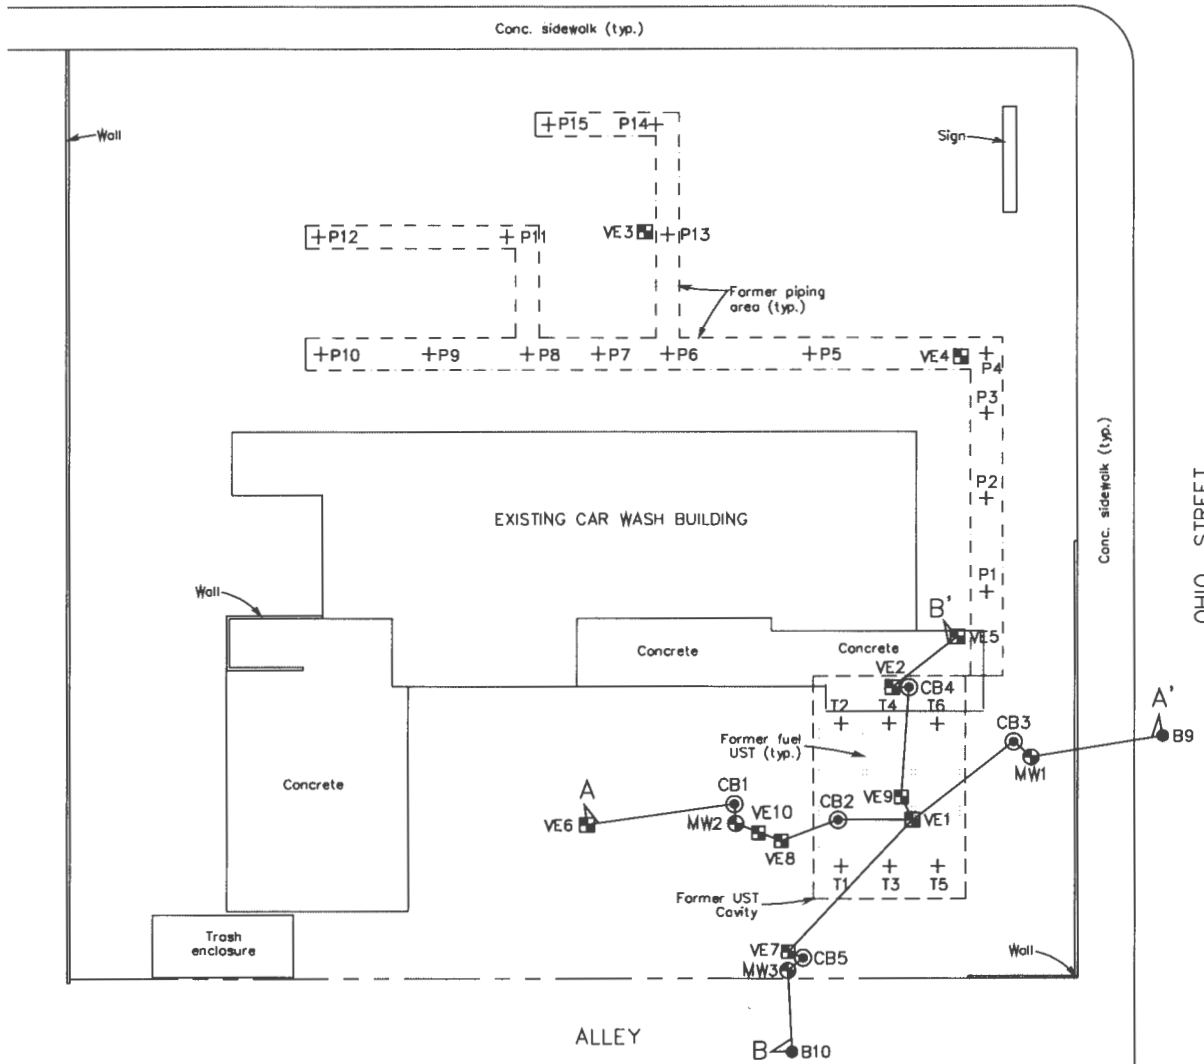 Conc. sidewalk (typ.)
Wall
P15
P14
Sign
P12
P11
VE3
P13
Former piping
area (typ.)
P10
P9
P8
P7
P6
P5
VE4
P4
P3
Conc. sidewalk (typ.)
P2
EXISTING CAR WASH BUILDING
OHIO STREET
P1
Wall
B'
VE5
Concrete
Concrete
VE2
CB4
A'
T2
T4
T6
CB3
B9
Former fuel
UST (typ.)
MW1
Concrete
A
CB1
VE9
CB2
VE6
MW2
VE10
VE1
VE8
T1
T3
T5
Former UST
Cavity
Trash
enclosure
VE7
CB5
Wall
MW3
ALLEY
B
B10